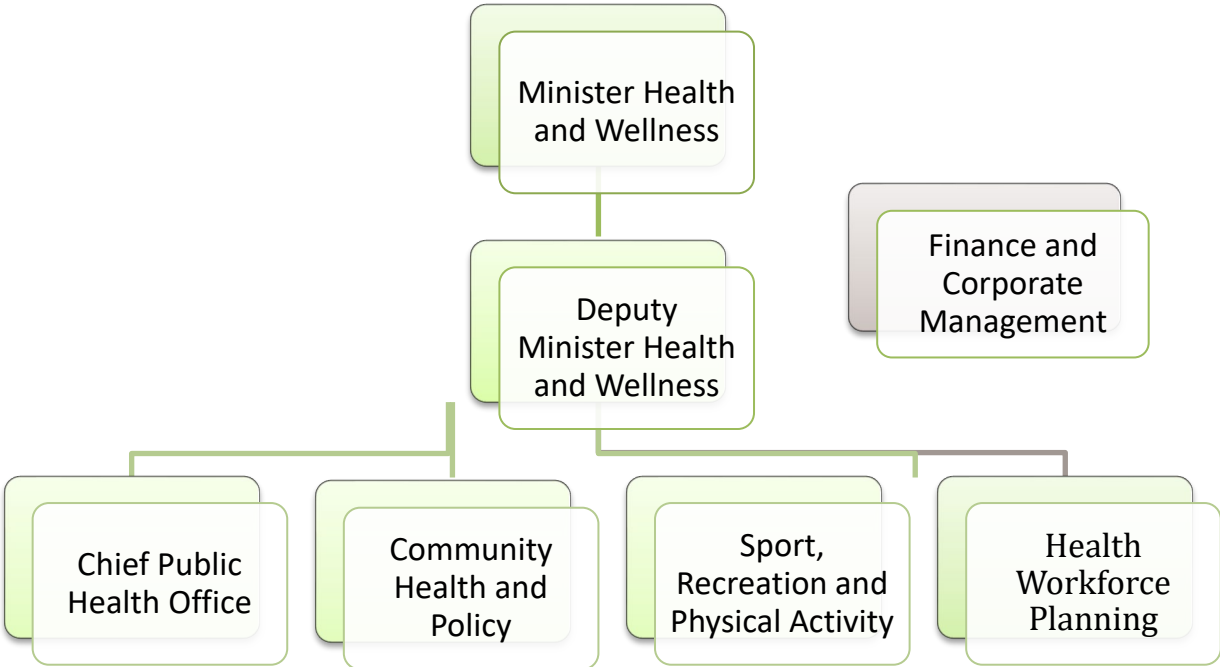 Minister Health
and Wellness
Finance and
Corporate
Management
Deputy
Minister Health
and Wellness
Chief Public
Health Office
Community
Health and
Policy
Sport,
Recreation and
Physical Activity
Health
Workforce
Planning